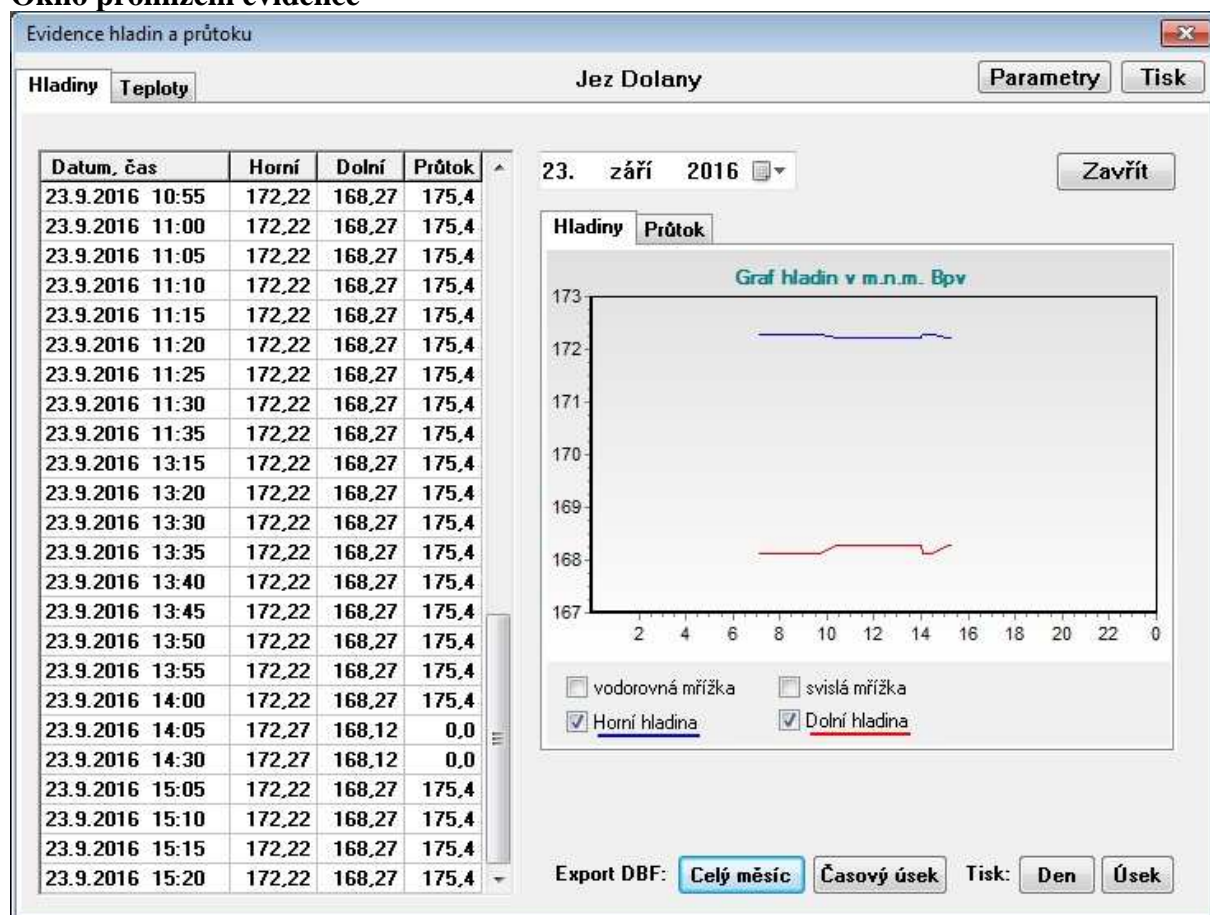 Okno prohlížení evidence
Evidence hladin a průtoku
Hladiny Teploty
Jez Dolany
Parametry Tisk
Datum, čas Horní Dolní Průtok
23.9.2016 10:55 172,22 168,27 175,4
23.9.2016 11:00 172,22 168,27 175,4
23.9.2016 11:05 172,22 168,27 175,4
23.9.2016 11:10 172,22 168,27 175,4
23.9.2016 11:15 172,22 168,27 175,4
23.9.2016 11:20 172,22 168,27 175,4
23.9.2016 11:25 172,22 168,27 175,4
23.9.2016 11:30 172,22 168,27 175,4
23.9.2016 11:35 172,22 168,27 175,4
23.9.2016 13:15 172,22 168,27 175,4
23.9.2016 13:20 172,22 168,27 175,4
23.9.2016 13:30 172,22 168,27 175,4
23.9.2016 13:35 172,22 168,27 175,4
23.9.2016 13:40 172,22 168,27 175,4
23.9.2016 13:45 172,22 168,27 175,4
23.9.2016 13:50 172,22 168,27 175,4
23.9.2016 13:55 172,22 168,27 175,4
23.9.2016 14:00 172,22 168,27 175,4
23.9.2016 14:05 172,27 168,12 0,0
23.9.2016 14:30 172,27 168,12 0,0
23.9.2016 15:05 172,22 168,27 175,4
23.9.2016 15:10 172,22 168,27 175,4
23.9.2016 15:15 172,22 168,27 175,4
23.9.2016 15:20 172,22 168,27 175,4
23. září 2016
Zavřít
Hladiny Průtok
Graf hladin v m.n.m. Bpv
173
172
171
170
169
168
167
2 4 6 8 10 12 14 16 18 20 22 0
vodorovná mřížka svislá mřížka
Horní hladina Dolní hladina
Export DBF: Celý měsíc Časový úsek Tisk: Den Úsek